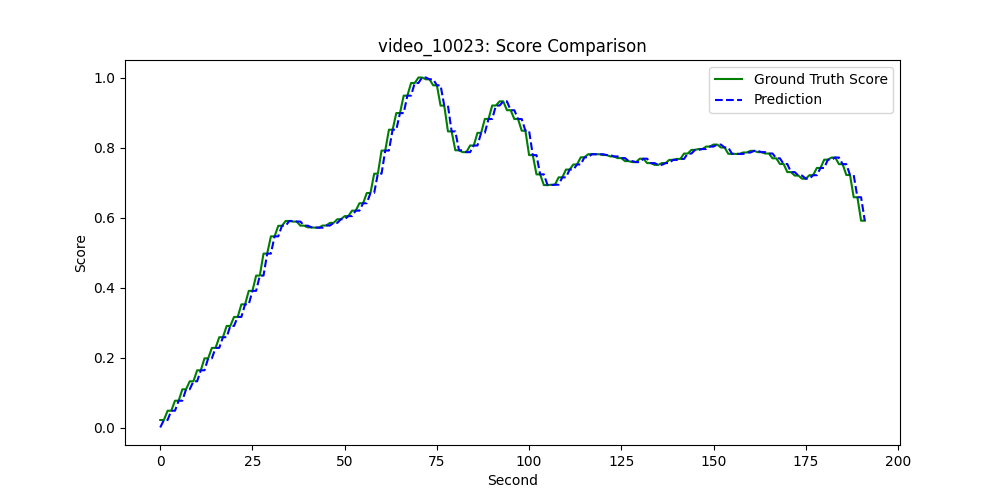 video_10023: Score Comparison
Ground Truth Score
Prediction
Score
1.0
0.8
0.6
0.4
0.2
0.0
0 25 50 75 100 125 150 175 200
Second